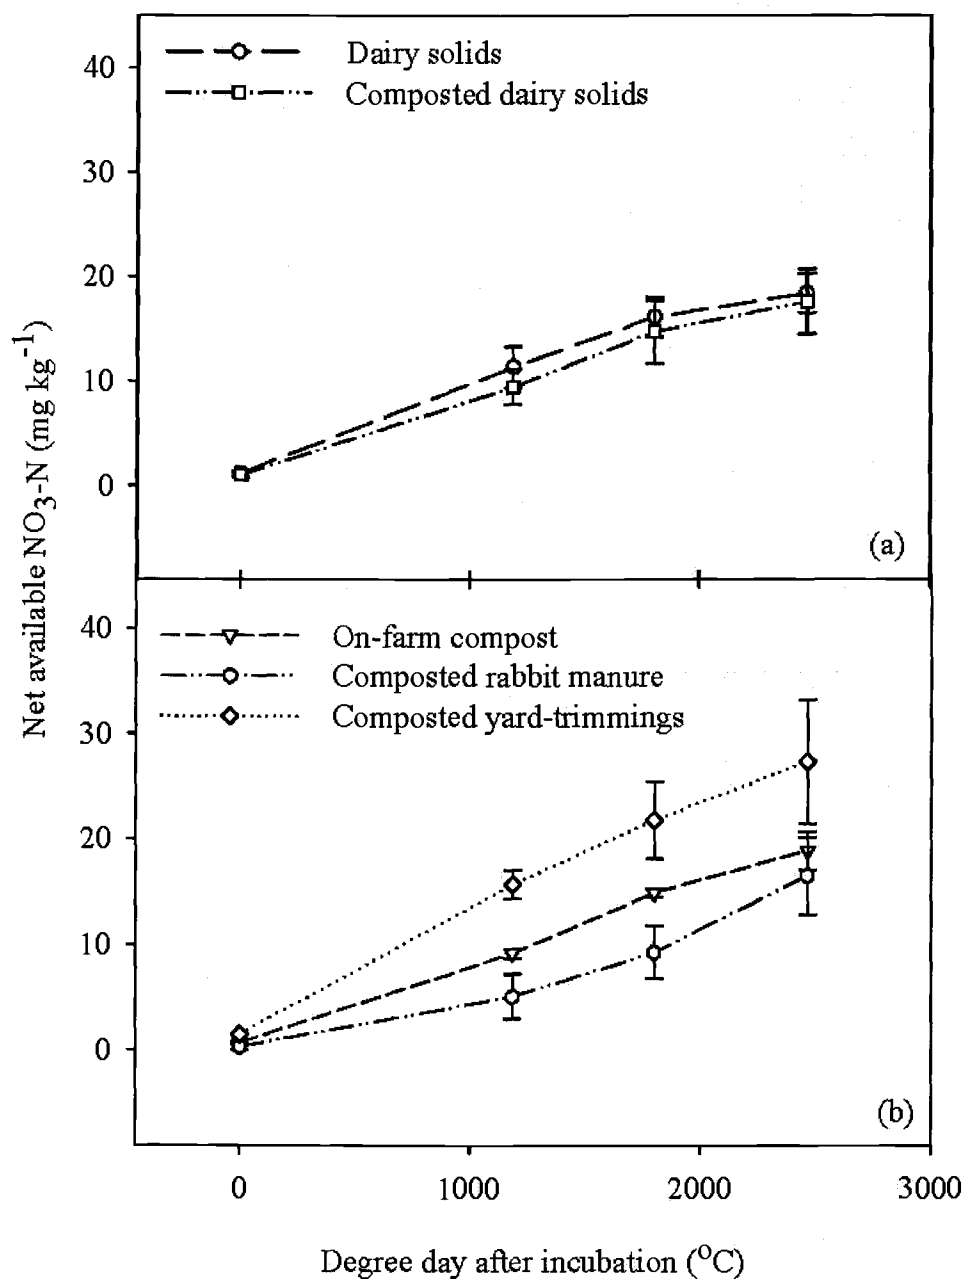 Dairy solids
Composted dairy solids
40
30
20
10
0
(a)
Net available NO3-N (mg kg-1)
On-farm compost
Composted rabbit manure
Composted yard-trimmings
40
30
20
10
0
(b)
0 1000 2000 3000
Degree day after incubation (oC)